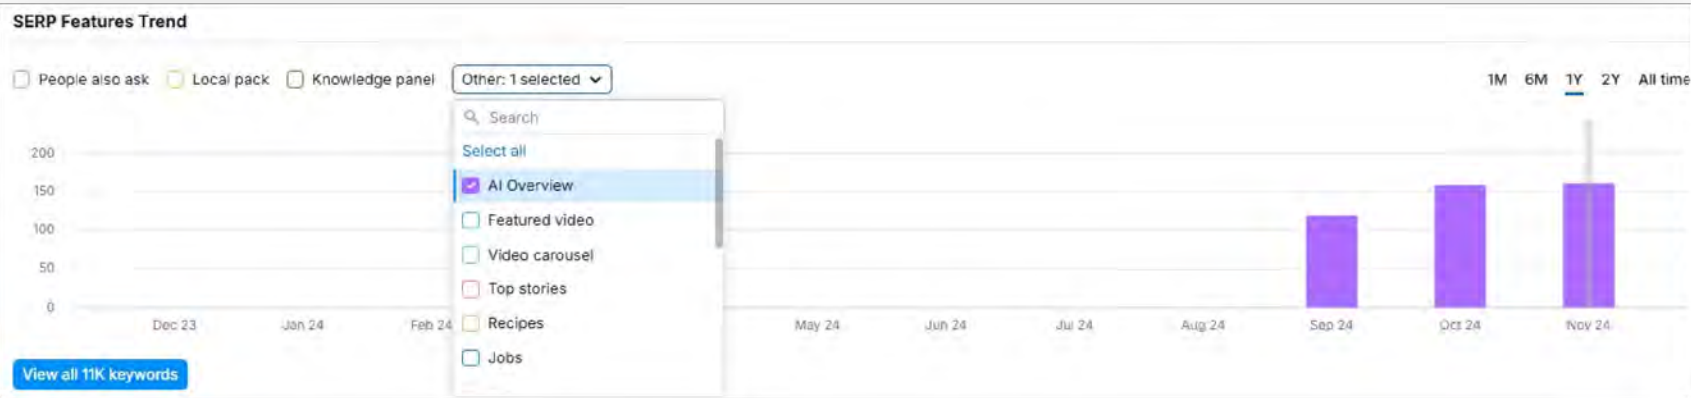 SERP Features Trend
People also ask Local pack Knowledge panel Other: 1 selected 1M 6M 1Y 2Y All time
Search
Select all
AI Overview
Featured video
Video carousel
Top stories
Recipes
Jobs
200
150
100
50
0
Dec 23 Jan 24 Feb 24 May 24 Jun 24 Jul 24 Aug 24 Sep 24 Oct 24 Nov 24
View all 11K keywords